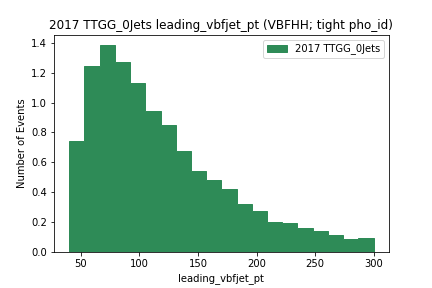 2017 TTGG_0Jets leading_vbfjet_pt (VBFHH; tight pho_id)
2017 TTGG_0Jets
1.4
1.2
1.0
0.8
0.6
0.4
0.2
0.0
Number of Events
50 100 150 200 250 300
leading_vbfjet_pt